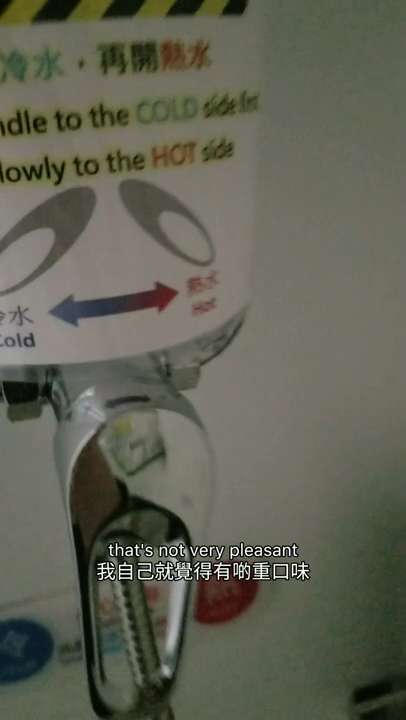 冷水，再開熱水
ndle to the COLD side first
lowly to the HOT side
熱水
Hot
冷水
Cold
that's not very pleasant
我自己就覺得有啲重口味